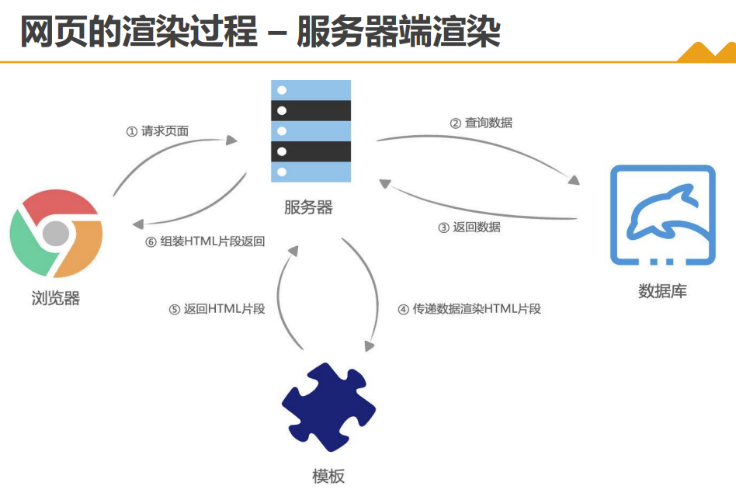 网页的渲染过程 – 服务器端渲染
① 请求页面
② 查询数据
服务器
③ 返回数据
⑥ 组装HTML片段返回
浏览器
数据库
⑤ 返回HTML片段
④ 传递数据渲染HTML片段
模板